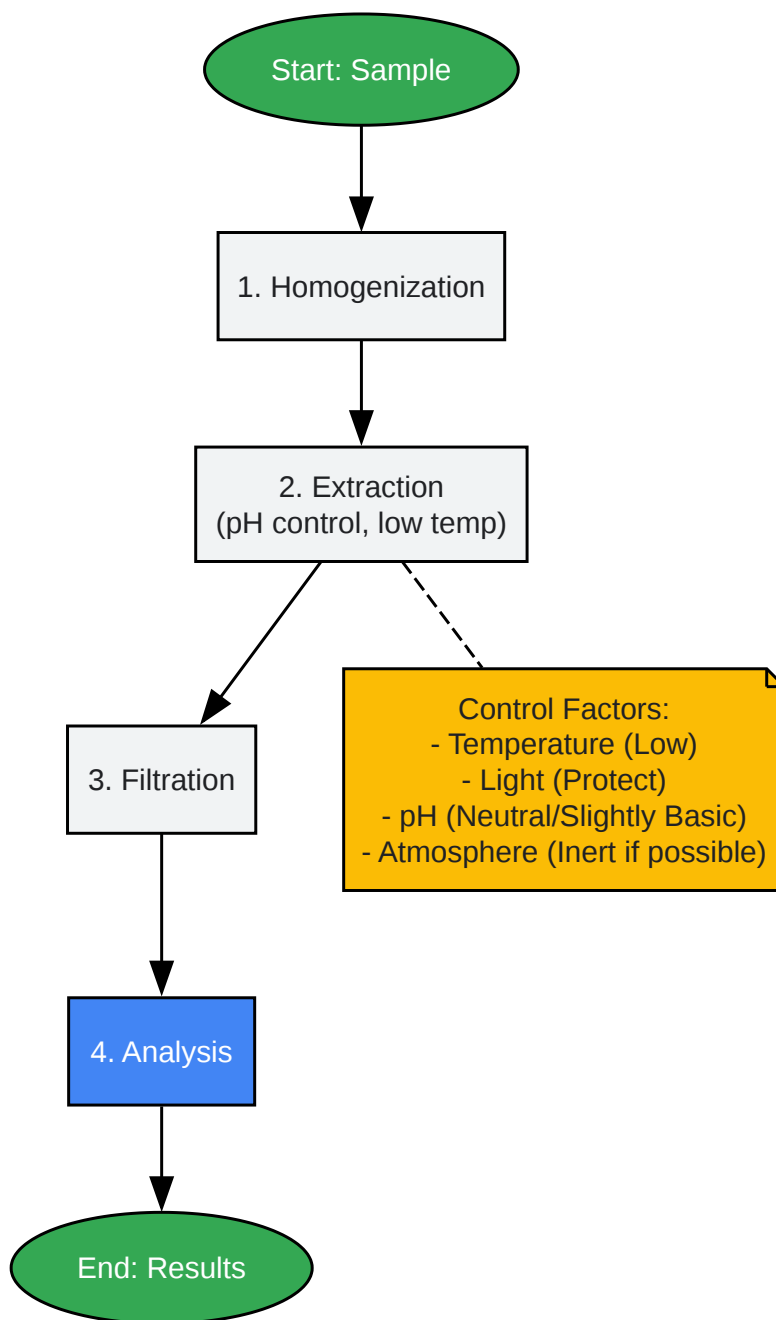 Start: Sample
1. Homogenization
2. Extraction
(pH control, low temp)
Control Factors:
- Temperature (Low)
- Light (Protect)
- pH (Neutral/Slightly Basic)
- Atmosphere (Inert if possible)
3. Filtration
4. Analysis
End: Results